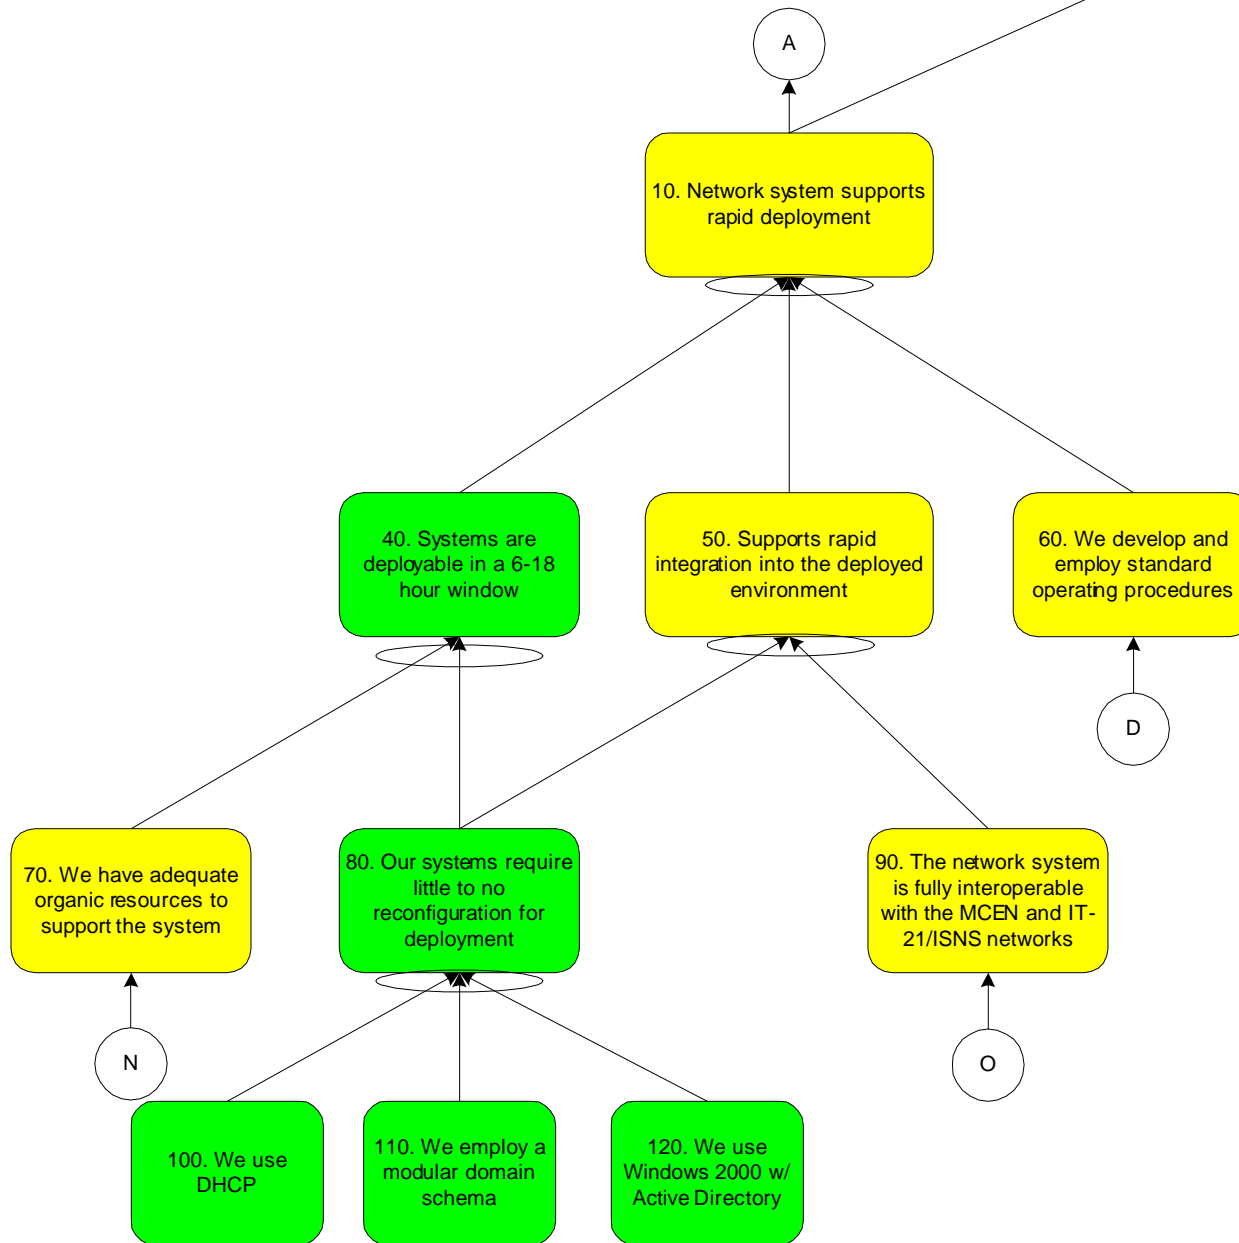 A
10. Network system supports
rapid deployment
40. Systems are
deployable in a 6-18
hour window
50. Supports rapid
integration into the deployed
environment
60. We develop and
employ standard
operating procedures
D
70. We have adequate
organic resources to
support the system
80. Our systems require
little to no
reconfiguration for
deployment
90. The network system
is fully interoperable
with the MCEN and IT-
21/ISNS networks
N
O
100. We use
DHCP
110. We employ a
modular domain
schema
120. We use
Windows 2000 w/
Active Directory